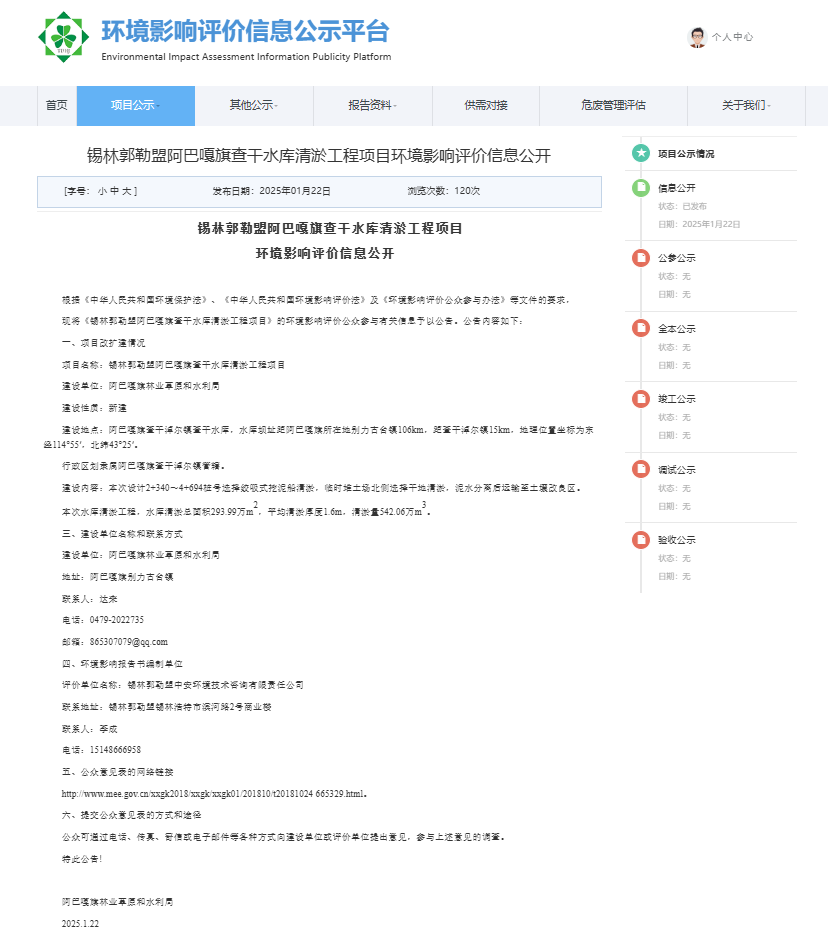 环境影响评价信息公示平台
Environmental Impact Assessment Information Publicity Platform
个人中心
首页
项目公示
其他公示
报告资料
供需对接
危废管理评估
关于我们
锡林郭勒盟阿巴嘎旗查干水库清淤工程项目环境影响评价信息公开
[字号： 小 中 大 ]
发布日期：2025年01月22日
浏览次数：120次
锡林郭勒盟阿巴嘎旗查干水库清淤工程项目
环境影响评价信息公开
根据《中华人民共和国环境保护法》、《中华人民共和国环境影响评价法》及《环境影响评价公众参与办法》等文件的要求，
现将《锡林郭勒盟阿巴嘎旗查干水库清淤工程项目》的环境影响评价公众参与有关信息予以公告。公告内容如下：
一、项目改扩建情况
项目名称：锡林郭勒盟阿巴嘎旗查干水库清淤工程项目
建设单位：阿巴嘎旗林业草原和水利局
建设性质：新建
建设地点：阿巴嘎旗查干淖尔镇查干水库，水库坝址距阿巴嘎旗所在地别力古台镇106km，距查干淖尔镇15km，地理位置坐标为东
经114°55′，北纬43°25′。
行政区划隶属阿巴嘎旗查干淖尔镇管辖。
建设内容：本次设计2+340～4+694桩号选择绞吸式挖泥船清淤，临时堆土场北侧选择干地清淤，泥水分离后运输至土壤改良区。
本次水库清淤工程，水库清淤总面积293.99万m2，平均清淤厚度1.6m，清淤量542.06万m3。
三、建设单位名称和联系方式
建设单位：阿巴嘎旗林业草原和水利局
地址：阿巴嘎旗别力古台镇
联系人：达来
电话：0479-2022735
邮箱：865307079@qq.com
四、环境影响报告书编制单位
评价单位名称：锡林郭勒盟中安环境技术咨询有限责任公司
联系地址：锡林郭勒盟锡林浩特市滨河路2号商业楼
联系人：李成
电话：15148666958
五、公众意见表的网络链接
http://www.mee.gov.cn/xxgk2018/xxgk/xxgk01/201810/t20181024 665329.html。
六、提交公众意见表的方式和途径
公众可通过电话、传真、寄信或电子邮件等各种方式向建设单位或评价单位提出意见，参与上述意见的调查。
特此公告！
阿巴嘎旗林业草原和水利局
2025.1.22
项目公示情况
信息公开
状态：已发布
日期：2025年1月22日
公参公示
状态：无
日期：无
全本公示
状态：无
日期：无
竣工公示
状态：无
日期：无
调试公示
状态：无
日期：无
验收公示
状态：无
日期：无